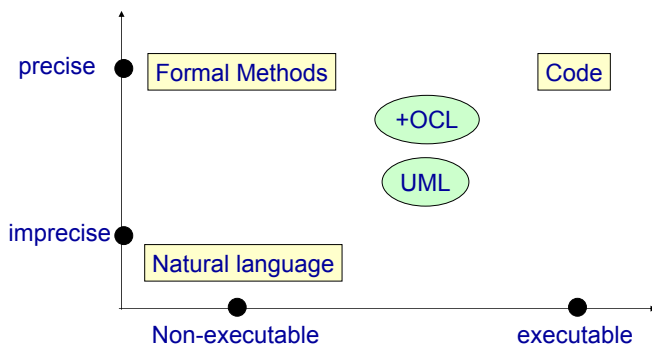 precise
Formal Methods
Code
+OCL
UML
imprecise
Natural language
Non-executable
executable